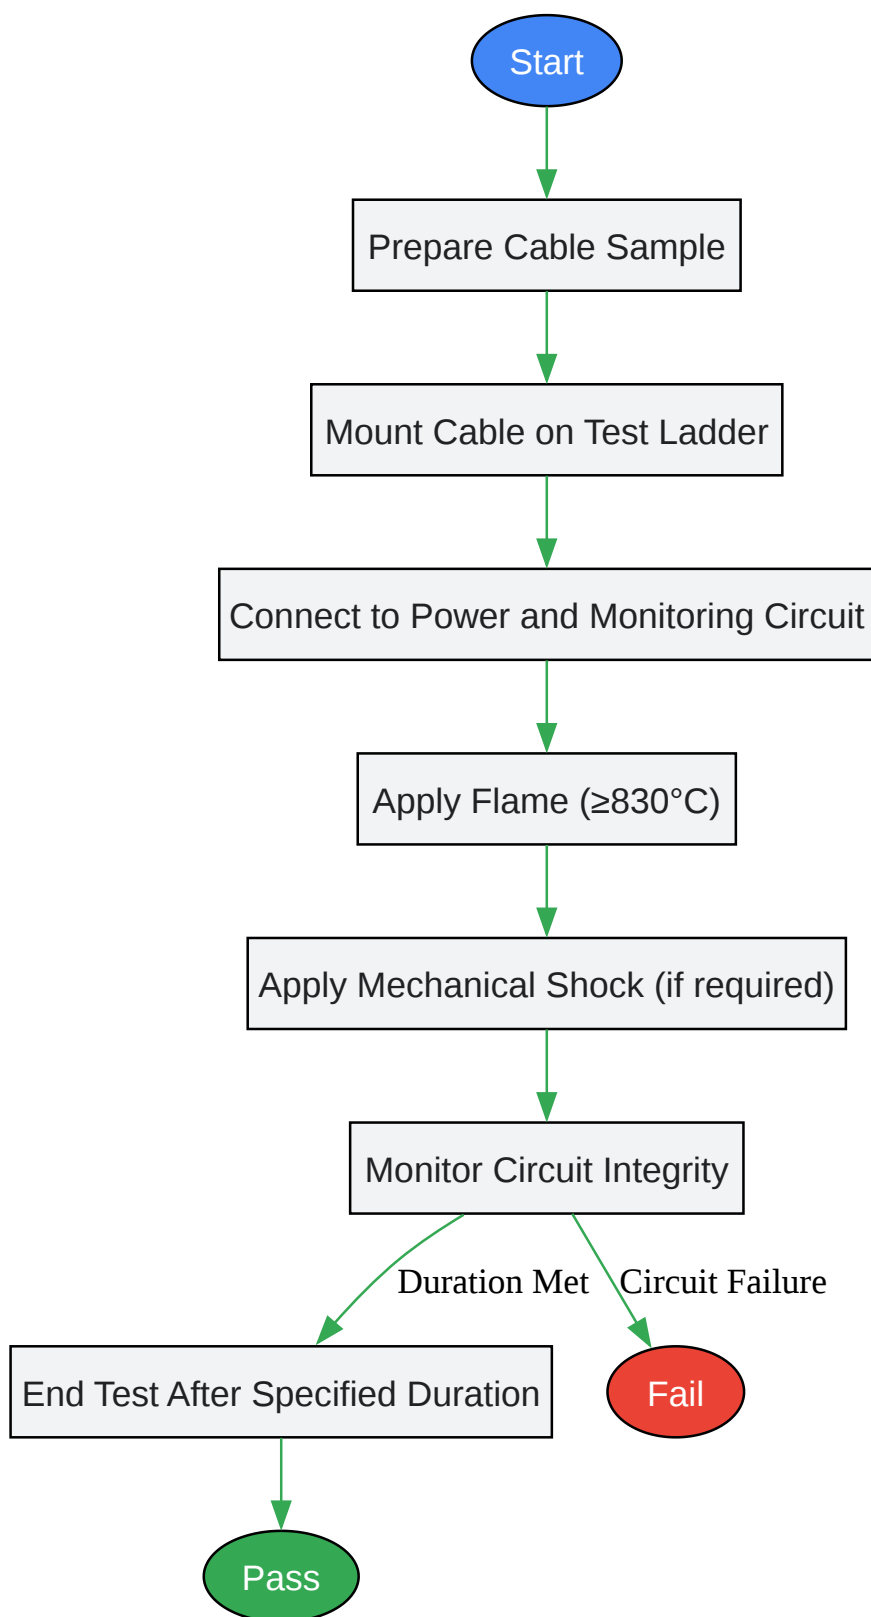 Start
Prepare Cable Sample
Mount Cable on Test Ladder
Connect to Power and Monitoring Circuit
Apply Flame (≥830°C)
Apply Mechanical Shock (if required)
Monitor Circuit Integrity
Duration Met
Circuit Failure
End Test After Specified Duration
Fail
Pass